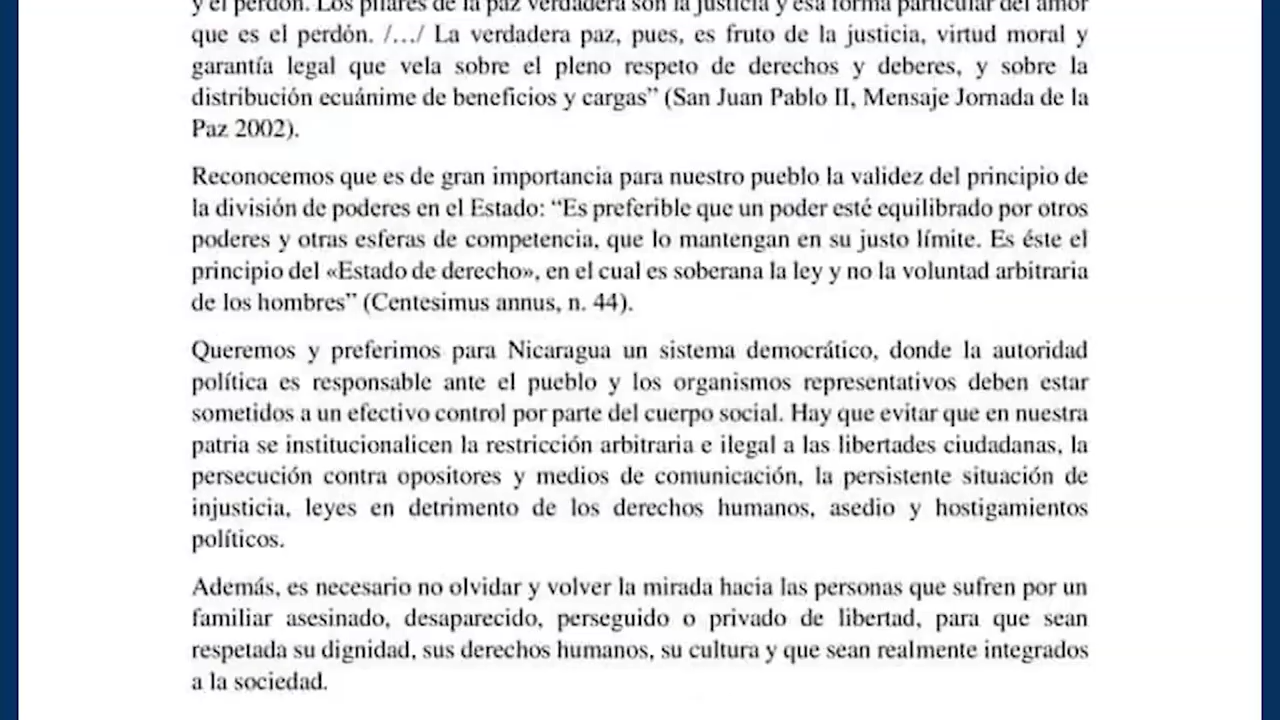 y el perdón. Los pilares de la paz verdadera son la justicia y esa forma particular del amor
que es el perdón. /.../ La verdadera paz, pues, es fruto de la justicia, virtud moral y
garantía legal que vela sobre el pleno respeto de derechos y deberes, y sobre la
distribución ecuánime de beneficios y cargas” (San Juan Pablo II, Mensaje Jornada de la
Paz 2002).
Reconocemos que es de gran importancia para nuestro pueblo la validez del principio de
la división de poderes en el Estado: “Es preferible que un poder esté equilibrado por otros
poderes y otras esferas de competencia, que lo mantengan en su justo límite. Es éste el
principio del «Estado de derecho», en el cual es soberana la ley y no la voluntad arbitraria
de los hombres” (Centesimus annus, n. 44).
Queremos y preferimos para Nicaragua un sistema democrático, donde la autoridad
política es responsable ante el pueblo y los organismos representativos deben estar
sometidos a un efectivo control por parte del cuerpo social. Hay que evitar que en nuestra
patria se institucionalicen la restricción arbitraria e ilegal a las libertades ciudadanas, la
persecución contra opositores y medios de comunicación, la persistente situación de
injusticia, leyes en detrimento de los derechos humanos, asedio y hostigamientos
políticos.
Además, es necesario no olvidar y volver la mirada hacia las personas que sufren por un
familiar asesinado, desaparecido, perseguido o privado de libertad, para que sean
respetada su dignidad, sus derechos humanos, su cultura y que sean realmente integrados
a la sociedad.